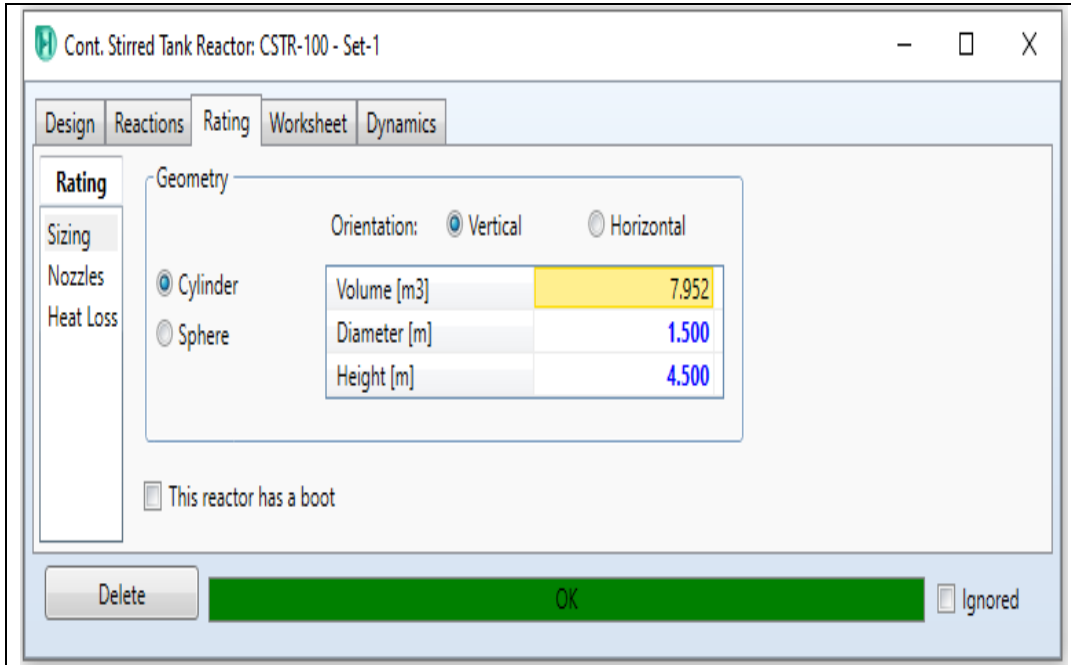 Cont. Stirred Tank Reactor: CSTR-100 - Set-1
Design Reactions Rating Worksheet Dynamics
Rating
Sizing
Nozzles
Heat Loss
Geometry
Orientation: Vertical Horizontal
Cylinder
Sphere
Volume [m3] 7.952
Diameter [m] 1.500
Height [m] 4.500
This reactor has a boot
Delete OK Ignored